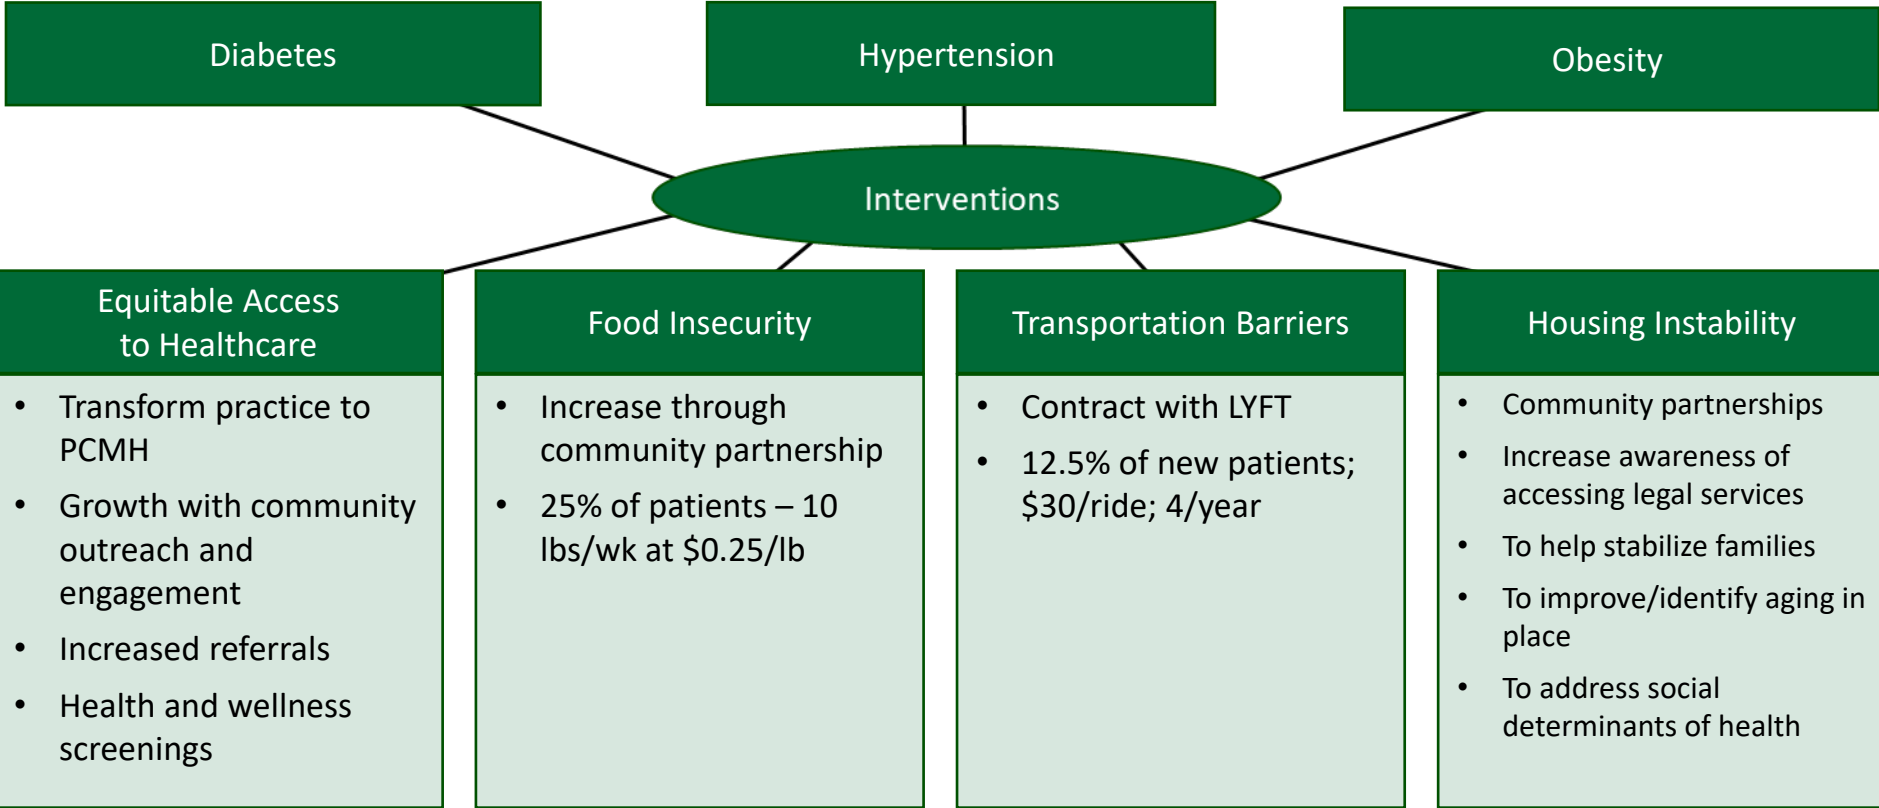 Diabetes
Hypertension
Obesity
Interventions
Equitable Access
to Healthcare
• Transform practice to
PCMH
• Growth with community
outreach and
engagement
• Increased referrals
• Health and wellness
screenings
Food Insecurity
• Increase through
community partnership
• 25% of patients – 10
lbs/wk at $0.25/lb
Transportation Barriers
• Contract with LYFT
• 12.5% of new patients;
$30/ride; 4/year
Housing Instability
• Community partnerships
• Increase awareness of
accessing legal services
• To help stabilize families
• To improve/identify aging in
place
• To address social
determinants of health